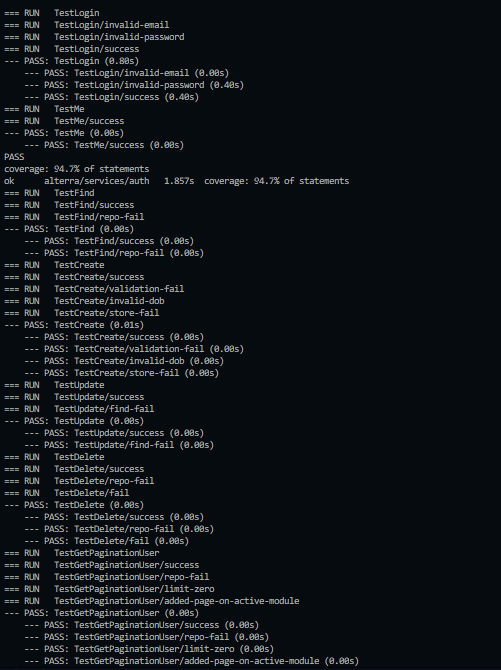 === RUN   TestLogin
=== RUN   TestLogin/invalid-email
=== RUN   TestLogin/invalid-password
=== RUN   TestLogin/success
--- PASS: TestLogin (0.80s)
    --- PASS: TestLogin/invalid-email (0.00s)
    --- PASS: TestLogin/invalid-password (0.40s)
    --- PASS: TestLogin/success (0.40s)
=== RUN   TestMe
=== RUN   TestMe/success
--- PASS: TestMe (0.00s)
    --- PASS: TestMe/success (0.00s)
PASS
coverage: 94.7% of statements
ok      alterra/services/auth   1.857s  coverage: 94.7% of statements
=== RUN   TestFind
=== RUN   TestFind/success
=== RUN   TestFind/repo-fail
--- PASS: TestFind (0.00s)
    --- PASS: TestFind/success (0.00s)
    --- PASS: TestFind/repo-fail (0.00s)
=== RUN   TestCreate
=== RUN   TestCreate/success
=== RUN   TestCreate/validation-fail
=== RUN   TestCreate/invalid-dob
=== RUN   TestCreate/store-fail
--- PASS: TestCreate (0.01s)
    --- PASS: TestCreate/success (0.00s)
    --- PASS: TestCreate/validation-fail (0.00s)
    --- PASS: TestCreate/invalid-dob (0.00s)
    --- PASS: TestCreate/store-fail (0.00s)
=== RUN   TestUpdate
=== RUN   TestUpdate/success
=== RUN   TestUpdate/find-fail
--- PASS: TestUpdate (0.00s)
    --- PASS: TestUpdate/success (0.00s)
    --- PASS: TestUpdate/find-fail (0.00s)
=== RUN   TestDelete
=== RUN   TestDelete/success
=== RUN   TestDelete/repo-fail
=== RUN   TestDelete/fail
--- PASS: TestDelete (0.00s)
    --- PASS: TestDelete/success (0.00s)
    --- PASS: TestDelete/repo-fail (0.00s)
    --- PASS: TestDelete/fail (0.00s)
=== RUN   TestGetPaginationUser
=== RUN   TestGetPaginationUser/success
=== RUN   TestGetPaginationUser/repo-fail
=== RUN   TestGetPaginationUser/limit-zero
=== RUN   TestGetPaginationUser/added-page-on-active-module
--- PASS: TestGetPaginationUser (0.00s)
    --- PASS: TestGetPaginationUser/success (0.00s)
    --- PASS: TestGetPaginationUser/repo-fail (0.00s)
    --- PASS: TestGetPaginationUser/limit-zero (0.00s)
    --- PASS: TestGetPaginationUser/added-page-on-active-module (0.00s)